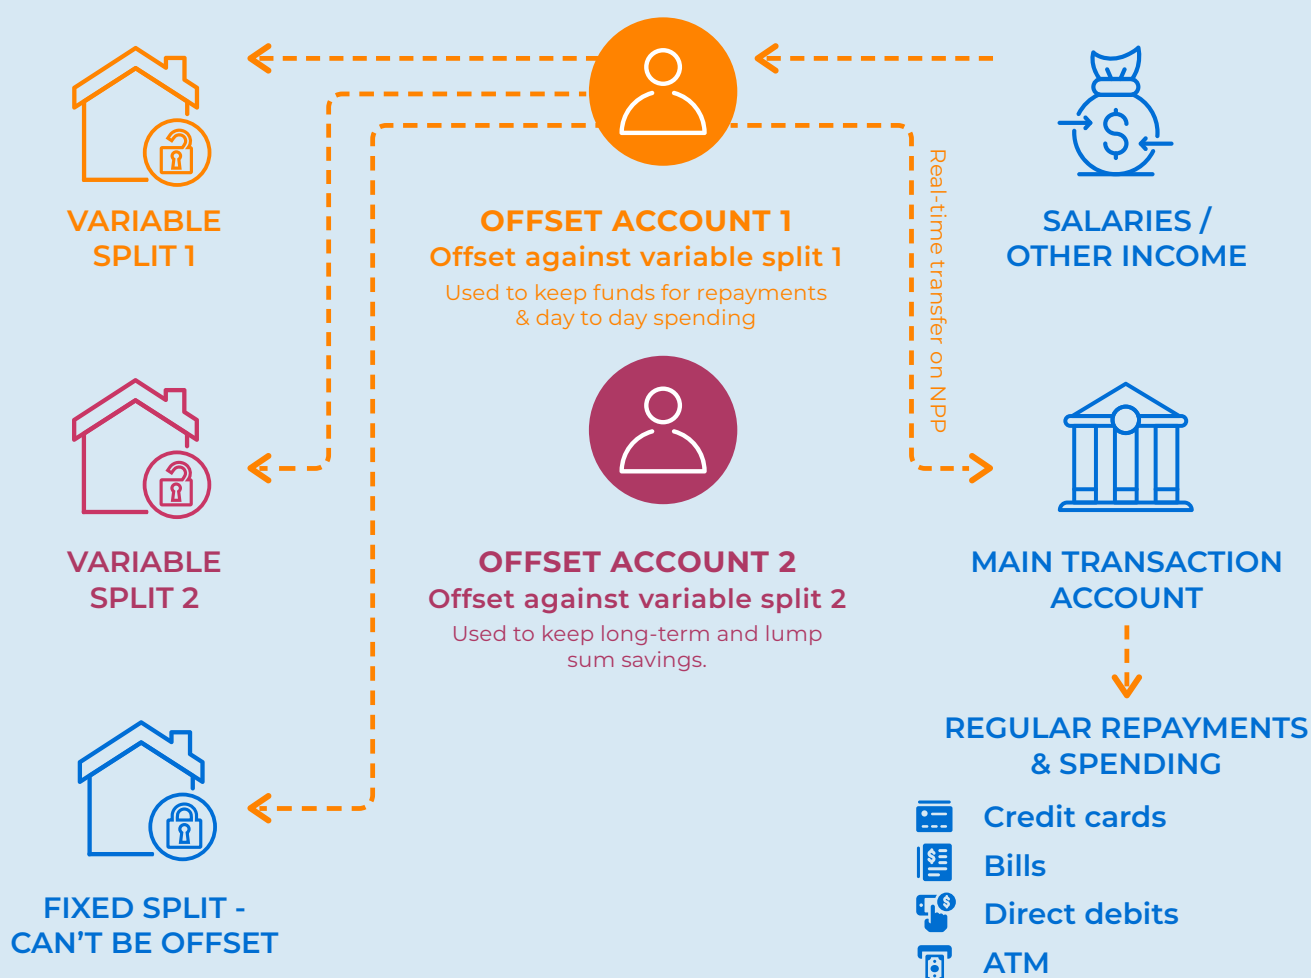 VARIABLE
SPLIT 1
OFFSET ACCOUNT 1
Offset against variable split 1
Used to keep funds for repayments
& day to day spending
Real-time transfer on NPP
$
SALARIES /
OTHER INCOME
VARIABLE
SPLIT 2
OFFSET ACCOUNT 2
Offset against variable split 2
Used to keep long-term and lump
sum savings.
MAIN TRANSACTION
ACCOUNT
REGULAR REPAYMENTS
& SPENDING
FIXED SPLIT -
CAN'T BE OFFSET
Credit cards
$
Bills
$
Direct debits
ATM